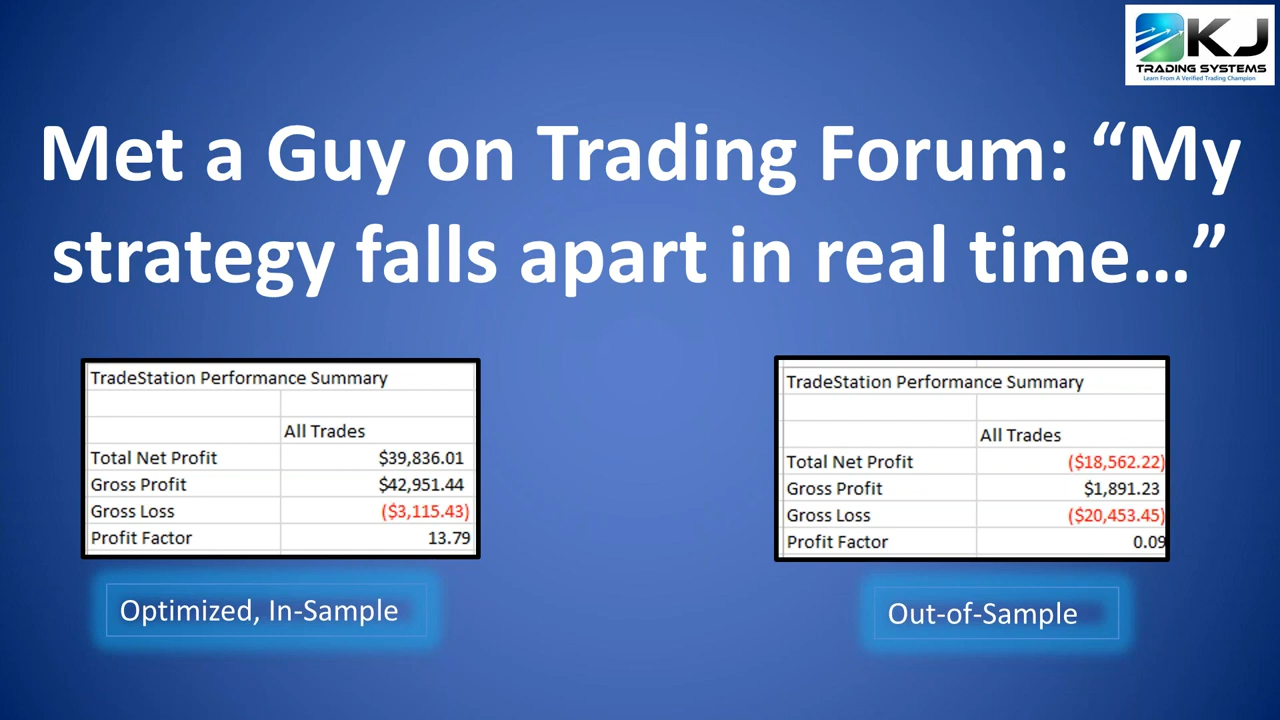 KJ
TRADING SYSTEMS
Learn From A Verified Trading Champion
Met a Guy on Trading Forum: “My
strategy falls apart in real time…”
TradeStation Performance Summary
All Trades
Total Net Profit $39,836.01
Gross Profit $42,951.44
Gross Loss ($3,115.43)
Profit Factor 13.79
Optimized, In-Sample
TradeStation Performance Summary
All Trades
Total Net Profit ($18,562.22)
Gross Profit $1,891.23
Gross Loss ($20,453.45)
Profit Factor 0.09
Out-of-Sample